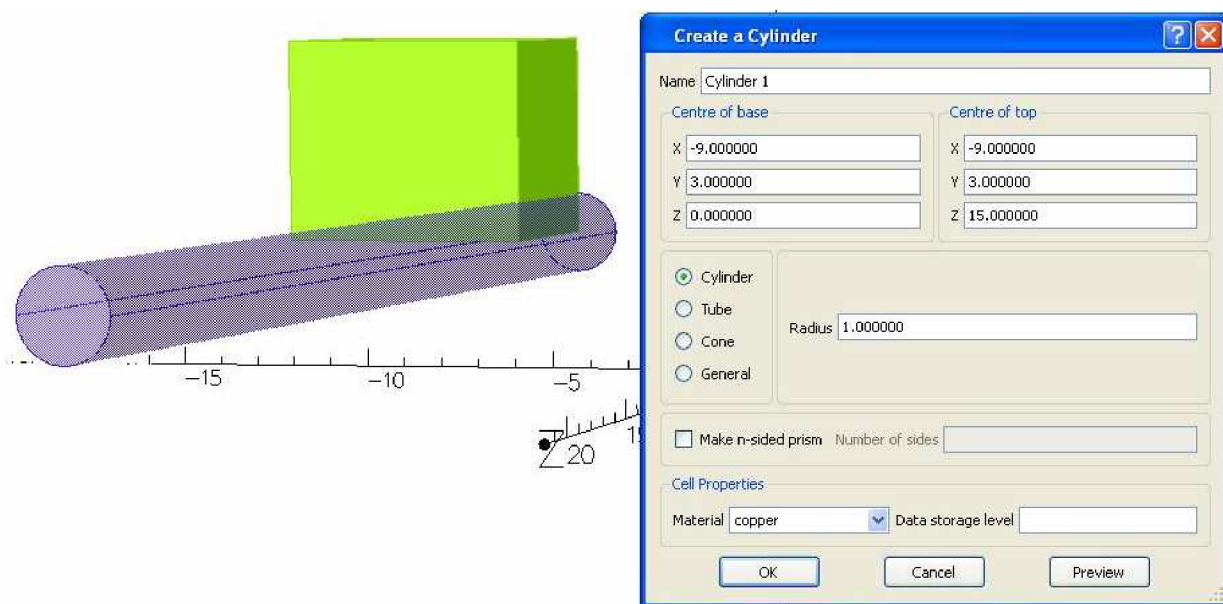 Create a Cylinder
Name Cylinder 1
Centre of base
X -9.000000
Y 3.000000
Z 0.000000
Centre of top
X -9.000000
Y 3.000000
Z 15.000000
Cylinder
Tube
Cone
General
Radius 1.000000
Make n-sided prism Number of sides
Cell Properties
Material copper Data storage level
OK Cancel Preview
−15 −10 −5
Z 20